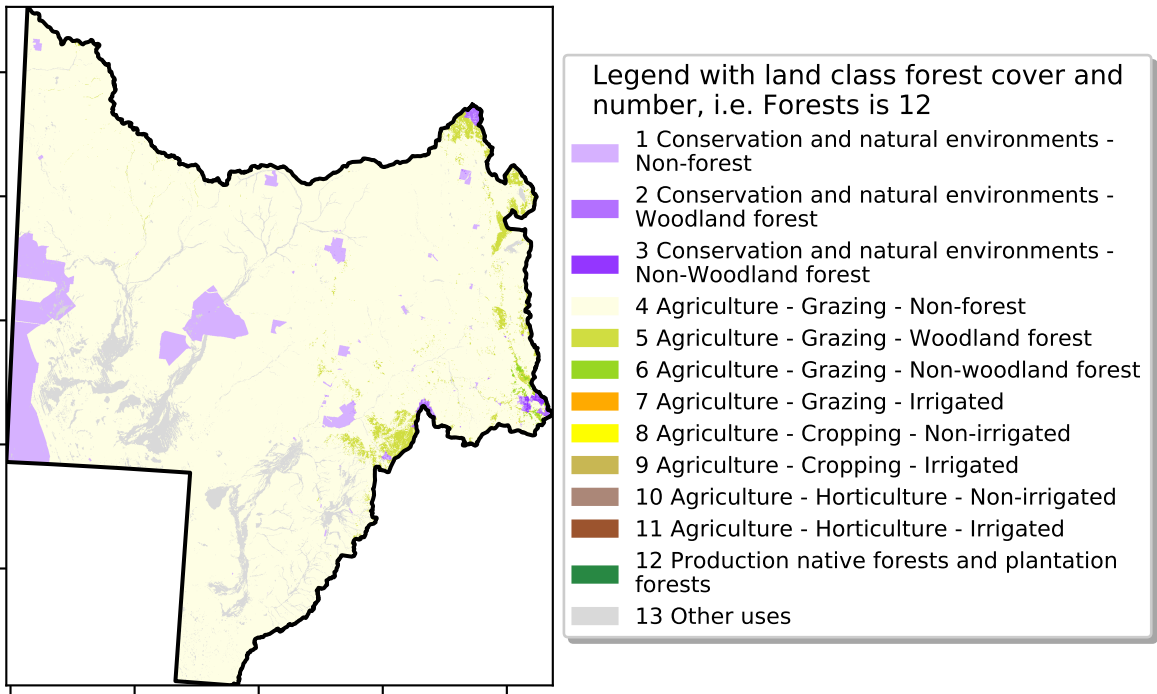 Legend with land class forest cover and
number, i.e. Forests is 12
1 Conservation and natural environments -
Non-forest
2 Conservation and natural environments -
Woodland forest
3 Conservation and natural environments -
Non-Woodland forest
4 Agriculture - Grazing - Non-forest
5 Agriculture - Grazing - Woodland forest
6 Agriculture - Grazing - Non-woodland forest
7 Agriculture - Grazing - Irrigated
8 Agriculture - Cropping - Non-irrigated
9 Agriculture - Cropping - Irrigated
10 Agriculture - Horticulture - Non-irrigated
11 Agriculture - Horticulture - Irrigated
12 Production native forests and plantation
forests
13 Other uses